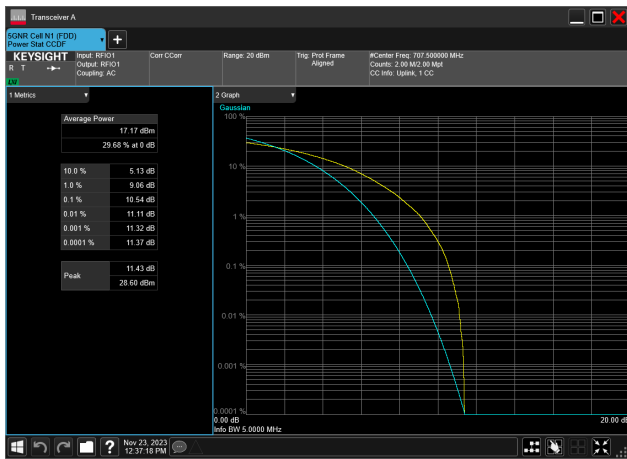 Transceiver A
5GNR Cell N1 (FDD)
Power Stat CCDF
KEYSIGHT
R T
LNI
Input: RFIO1
Output: RFIO1
Coupling: AC
Corr CCorr
Range: 20 dBm
Trig: Prot Frame
Aligned
#Center Freq: 707.500000 MHz
Counts: 2.00 M/2.00 Mpt
CC Info: Uplink, 1 CC
1 Metrics
Average Power
17.17 dBm
29.68 % at 0 dB
10.0 % 5.13 dB
1.0 % 9.06 dB
0.1 % 10.54 dB
0.01 % 11.11 dB
0.001 % 11.32 dB
0.0001 % 11.37 dB
Peak 11.43 dB
28.60 dBm
2 Graph
Gaussian
100 %
10 %
1 %
0.1 %
0.01 %
0.001 %
0.0001 %
0.00 dB 20.00 dB
Info BW 5.0000 MHz
Nov 23, 2023
12:37:18 PM